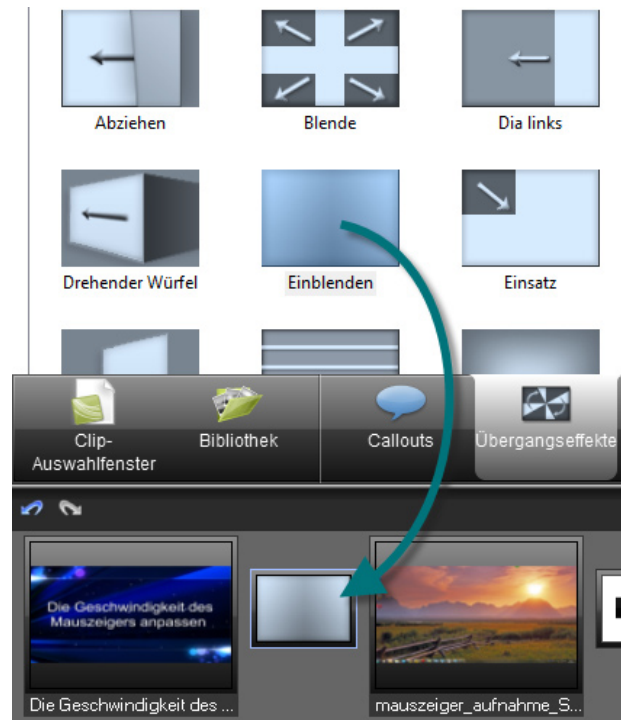 Abziehen
Blende
Dia links
Drehender Würfel
Einblenden
Einsatz
Clip-
Auswahlfenster
Bibliothek
Callouts
Übergangseffekte
Die Geschwindigkeit des
Mauszeigers anpassen
Die Geschwindigkeit des ...
mauszeiger_aufnahme_S...